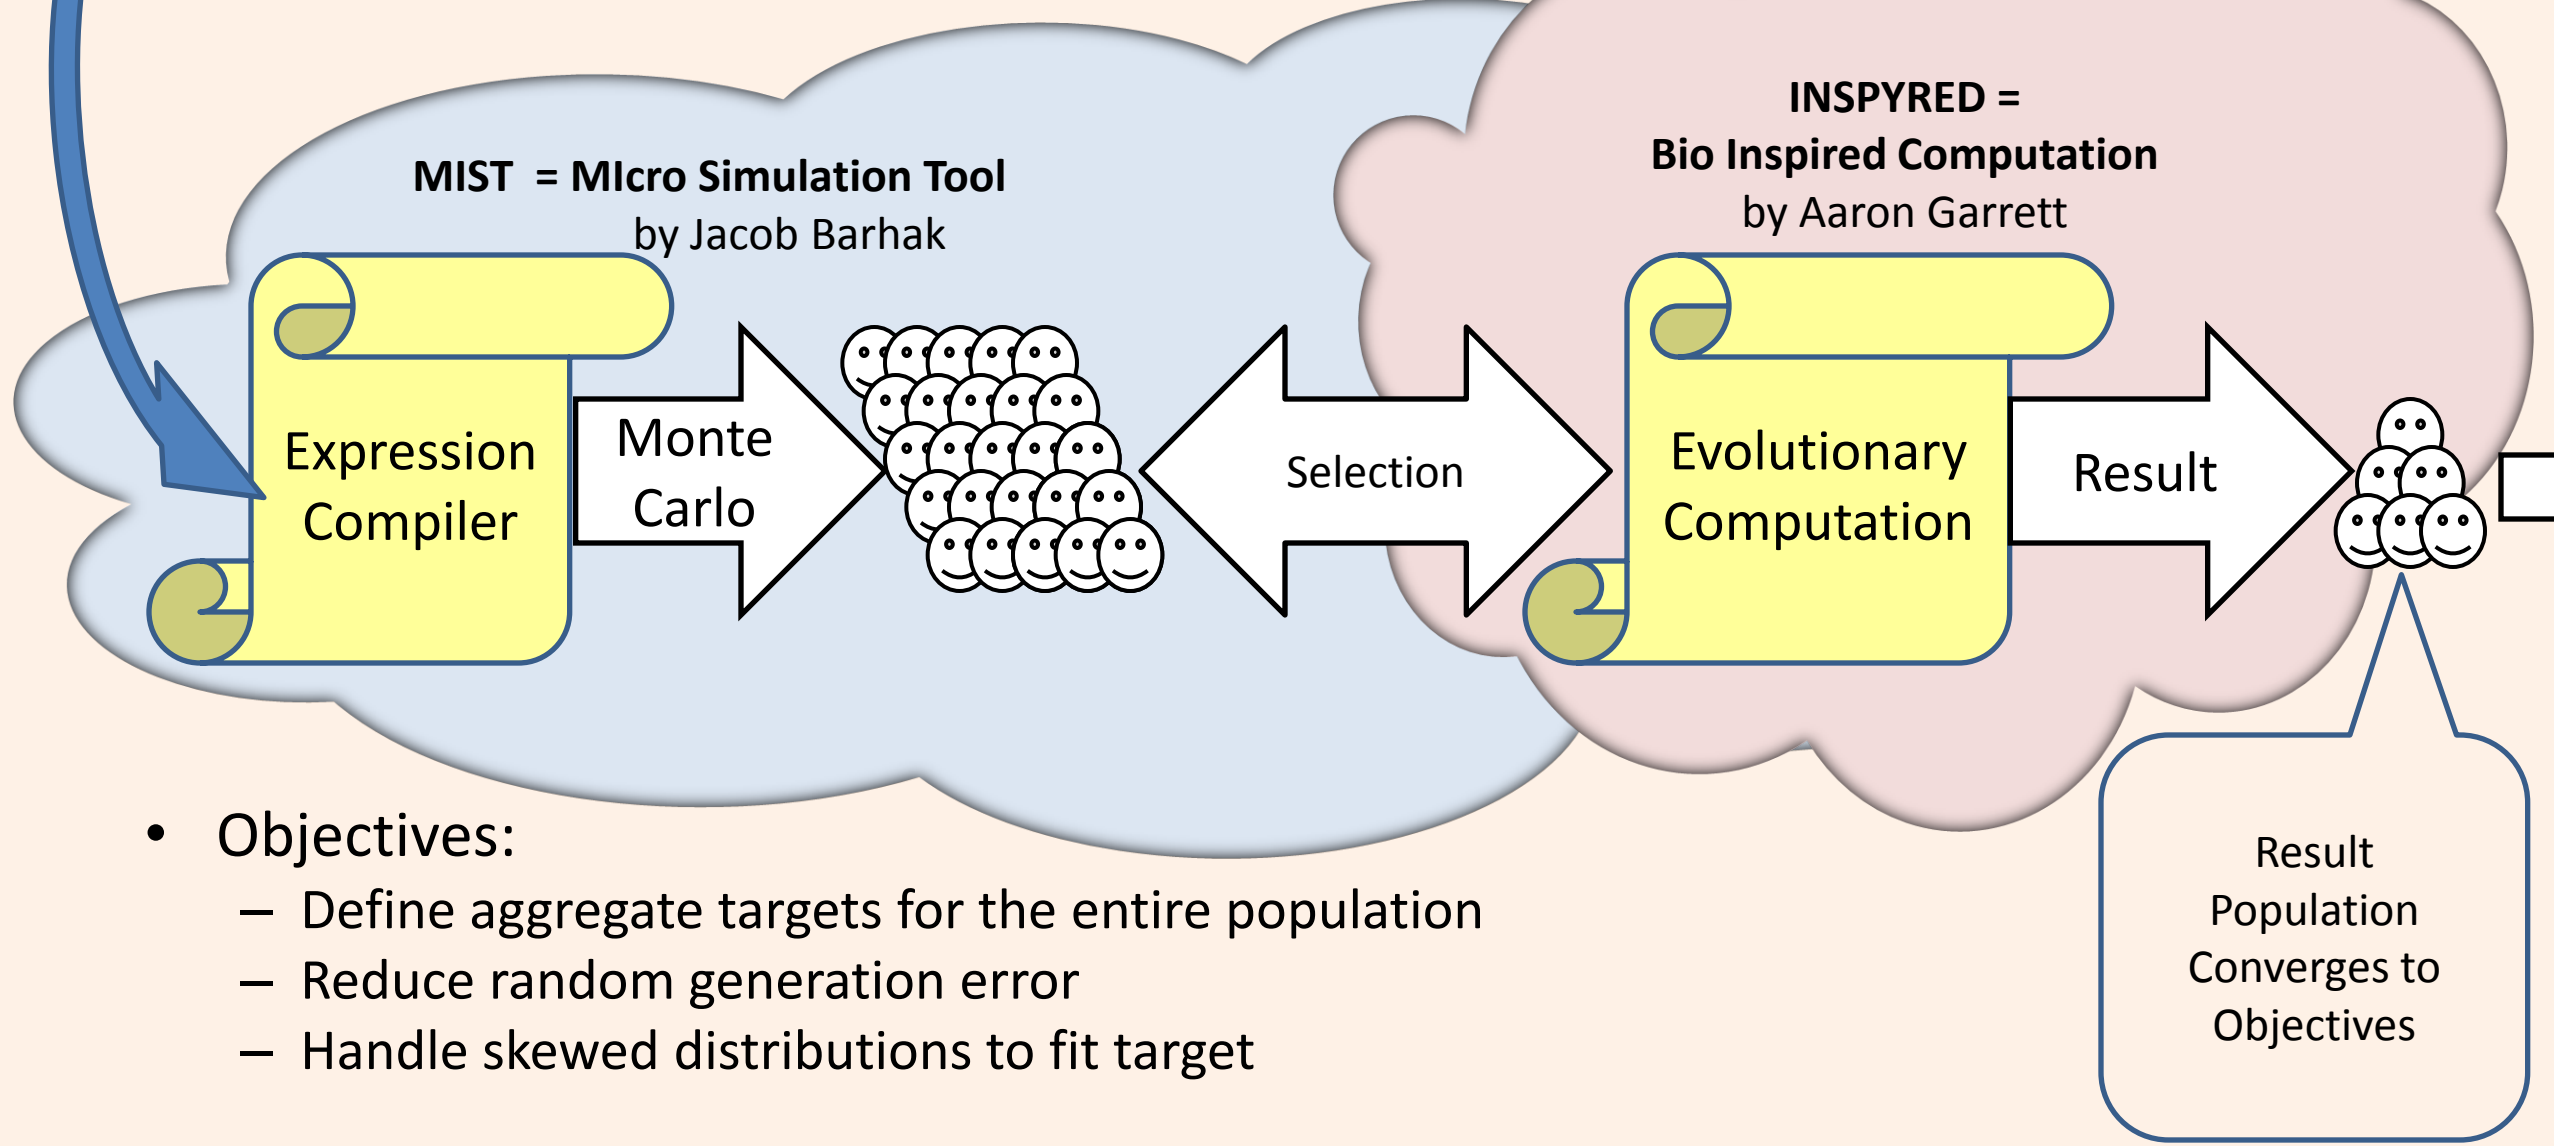 MIST  = MIcro Simulation Tool
by Jacob Barhak
INSPYRED =
Bio Inspired Computation
by Aaron Garrett
Expression
Compiler
Monte
Carlo
Selection
Evolutionary
Computation
Result
Result
Population
Converges to
Objectives
• Objectives:
– Define aggregate targets for the entire population
– Reduce random generation error
– Handle skewed distributions to fit target